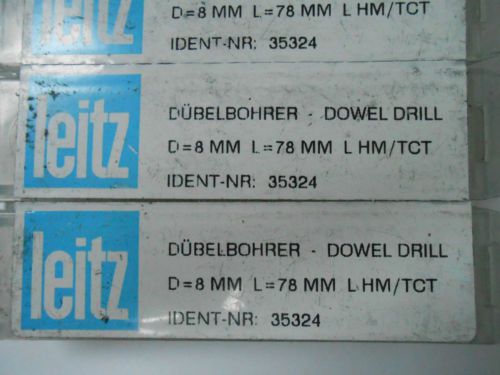 leitz
D=8 MM L=78 MM L HM/TCT
IDENT-NR: 35324
leitz
DÜBELBOHRER - DOWEL DRILL
D=8 MM L=78 MM L HM/TCT
IDENT-NR: 35324
leitz
DÜBELBOHRER - DOWEL DRILL
D=8 MM L=78 MM L HM/TCT
IDENT-NR: 35324